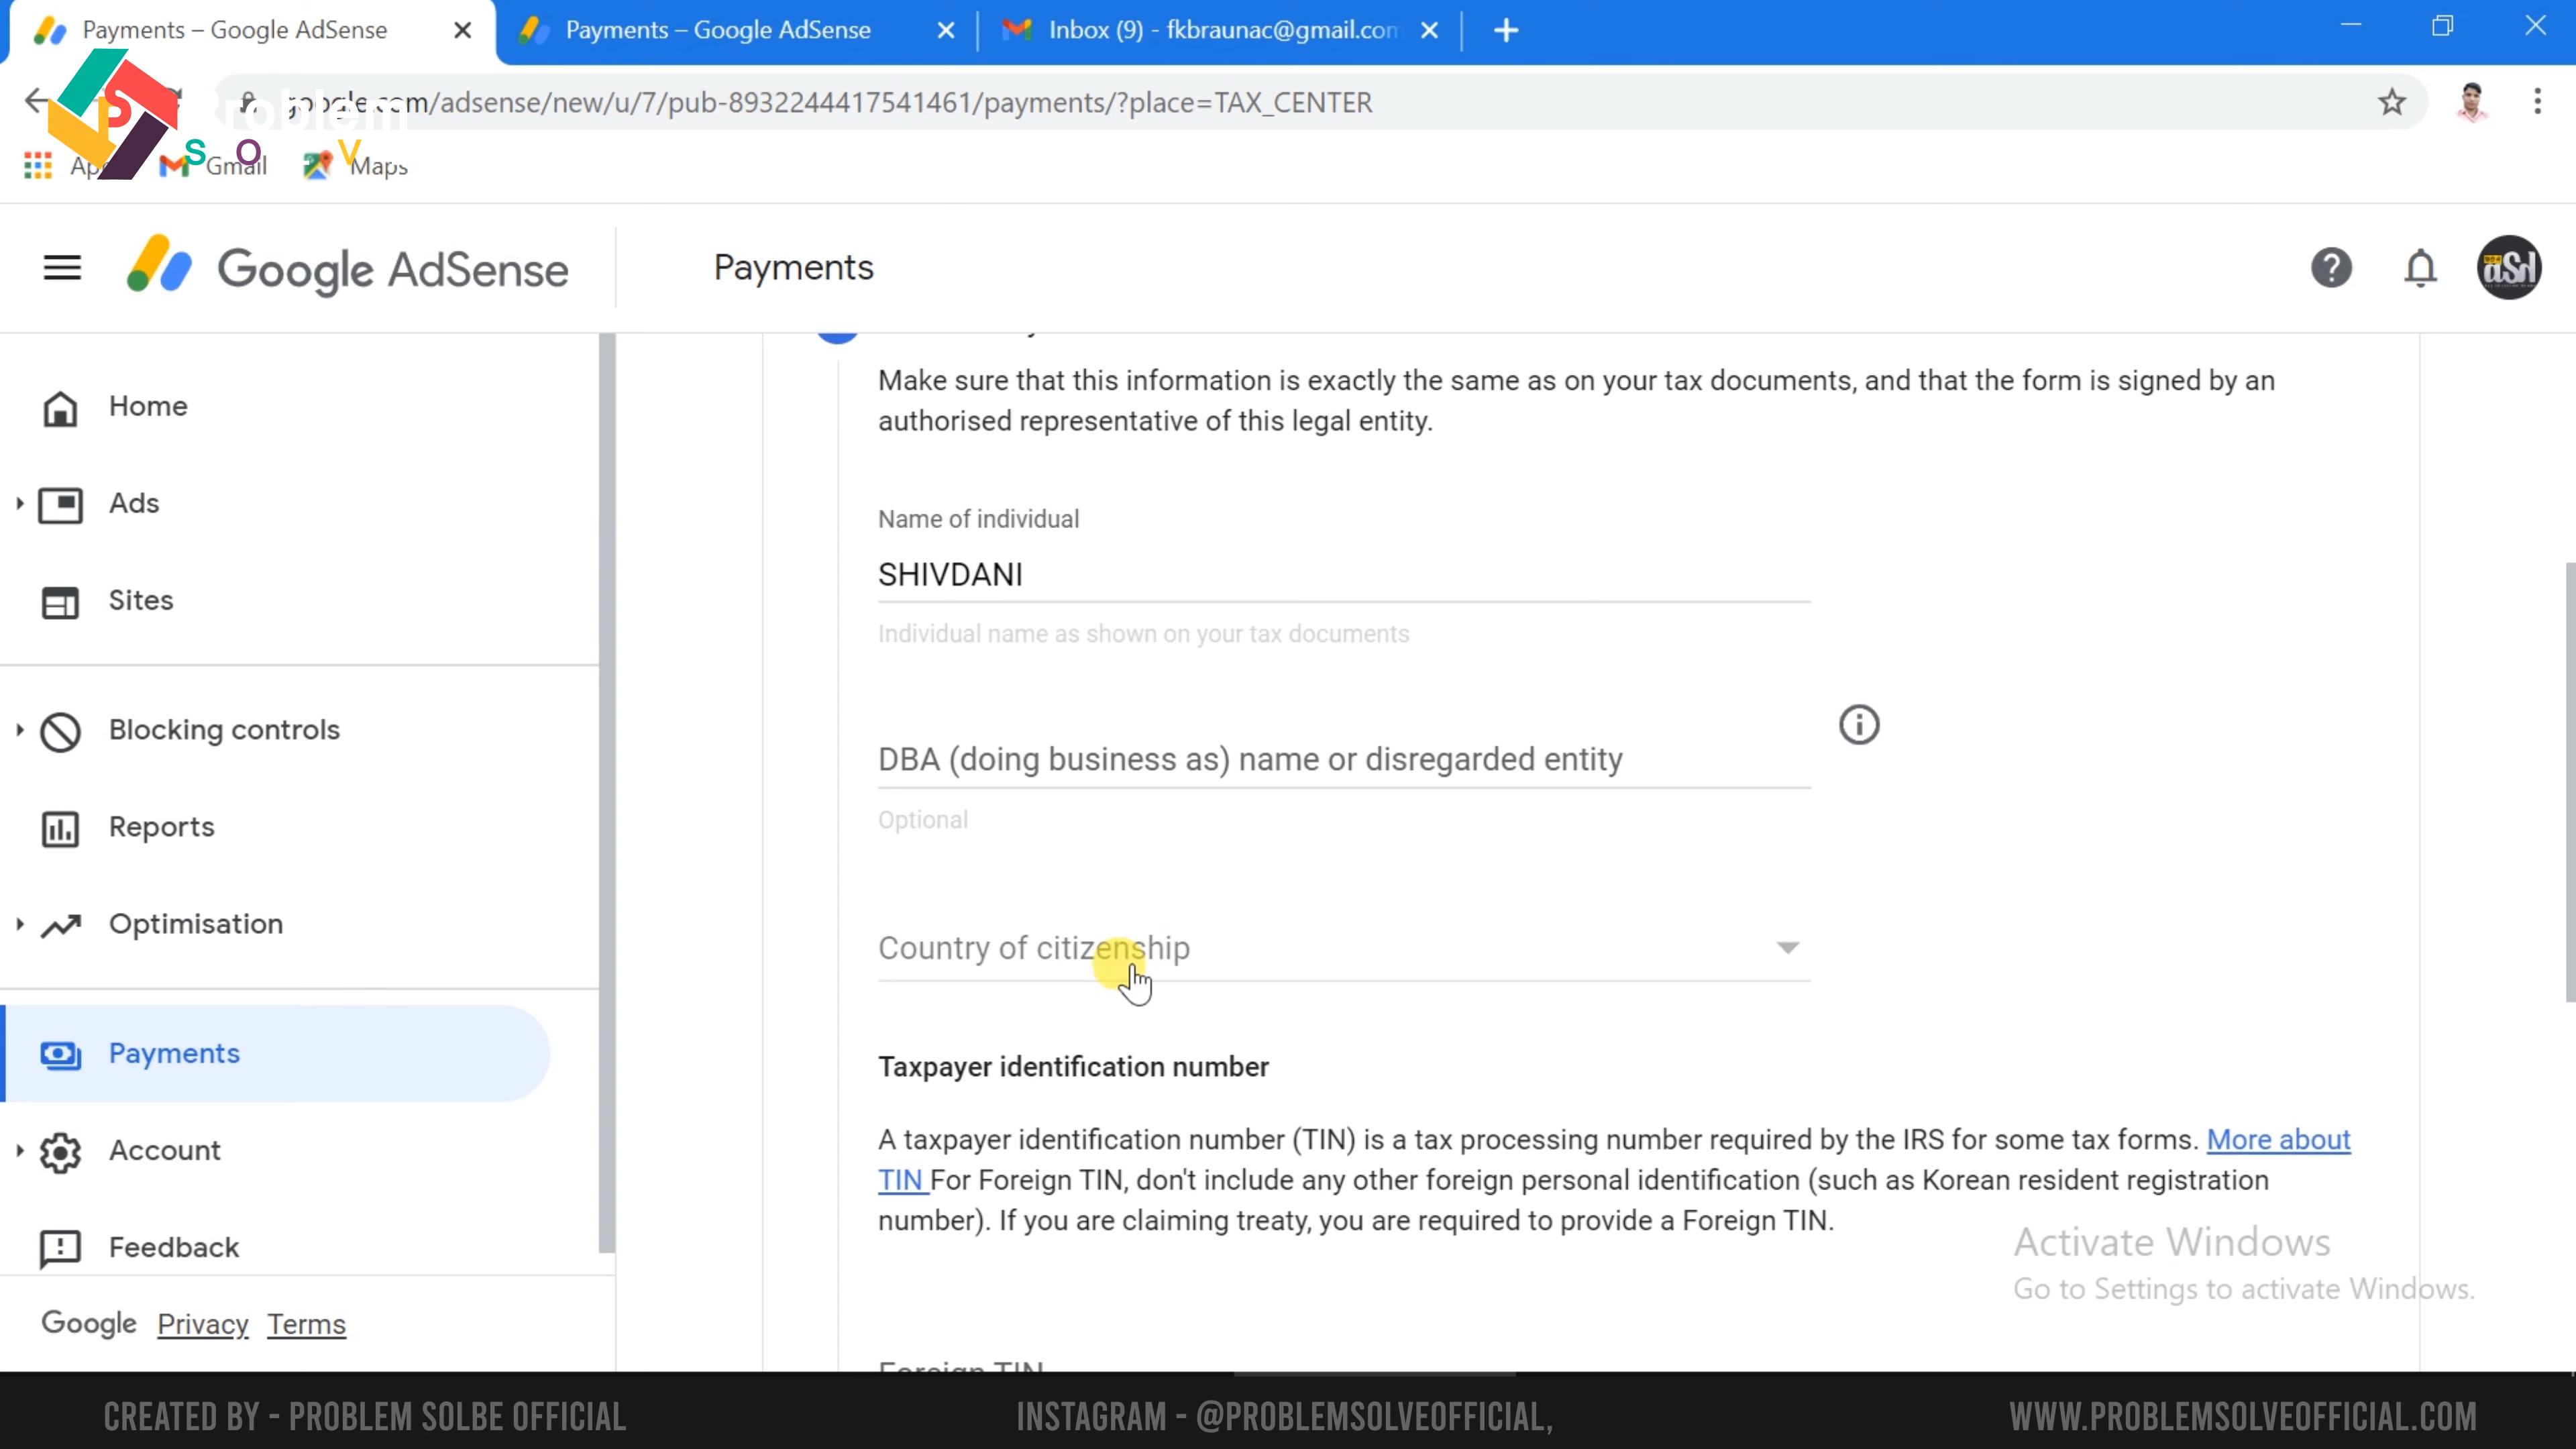 Payments – Google AdSense
Payments – Google AdSense
Inbox (9) - fkbraunac@gmail.com
google.com/adsense/new/u/7/pub-8932244417541461/payments/?place=TAX_CENTER
Problem
S O V
Gmail
Maps
Google AdSense
Payments
aSd
Home
Ads
Sites
Blocking controls
Reports
Optimisation
Payments
Account
Feedback
Google Privacy Terms
Make sure that this information is exactly the same as on your tax documents, and that the form is signed by an
authorised representative of this legal entity.
Name of individual
SHIVDANI
Individual name as shown on your tax documents
DBA (doing business as) name or disregarded entity
Optional
Country of citizenship
Taxpayer identification number
A taxpayer identification number (TIN) is a tax processing number required by the IRS for some tax forms. More about
TIN For Foreign TIN, don't include any other foreign personal identification (such as Korean resident registration
number). If you are claiming treaty, you are required to provide a Foreign TIN.
Foreign TIN
Activate Windows
Go to Settings to activate Windows.
CREATED BY - PROBLEM SOLBE OFFICIAL
INSTAGRAM - @PROBLEMSOLVEOFFICIAL,
WWW.PROBLEMSOLVEOFFICIAL.COM